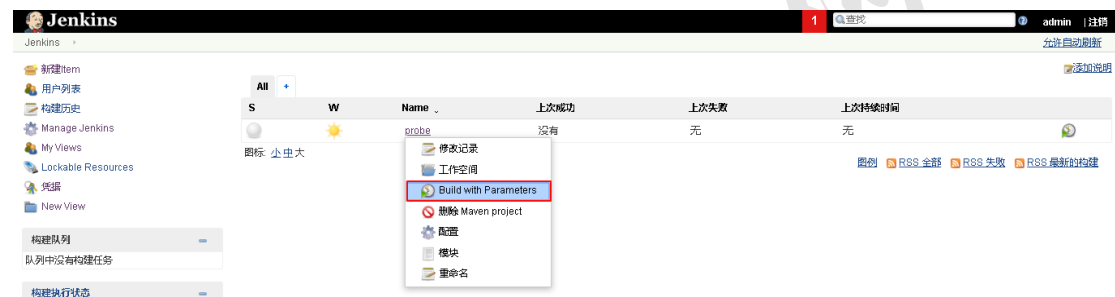 Jenkins
1
查找
admin
注销
Jenkins
允许自动刷新
新建Item
添加说明
用户列表
构建历史
Manage Jenkins
My Views
Lockable Resources
凭据
New View
All +
S W Name 上次成功 上次失败 上次持续时间
probe 没有 无 无
图标: 小 中 大
修改记录
工作空间
Build with Parameters
删除 Maven project
配置
模块
重命名
图例 RSS 全部 RSS 失败 RSS 最新的构建
构建队列
队列中没有构建任务
构建执行状态